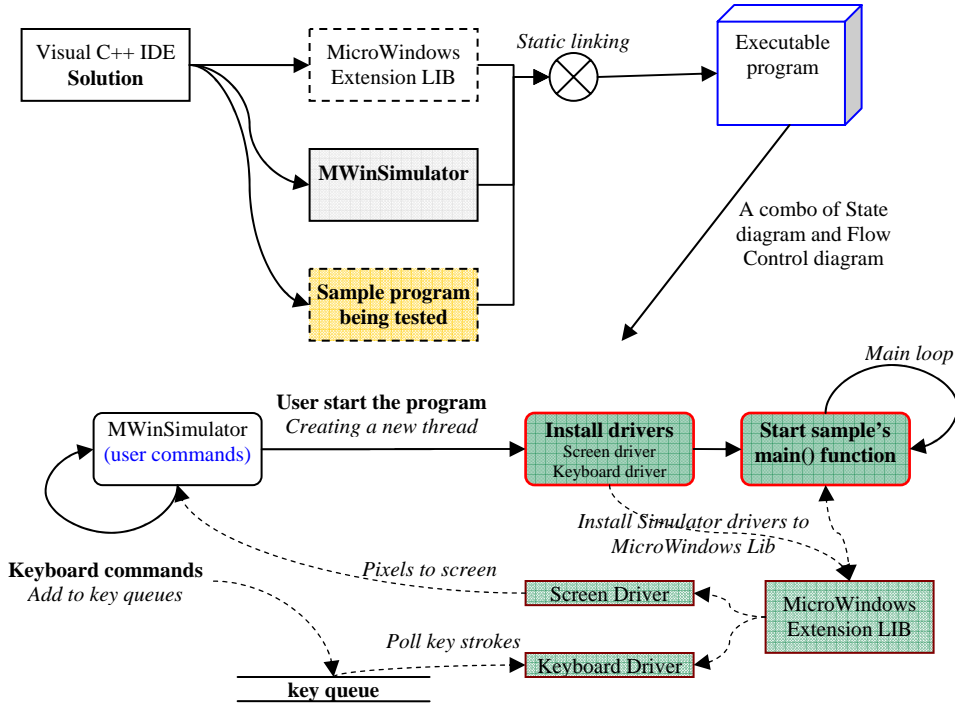 Visual C++ IDE
Solution
MicroWindows
Extension LIB
Static linking
Executable
program
MWinSimulator
A combo of State
diagram and Flow
Control diagram
Sample program
being tested
Main loop
User start the program
Creating a new thread
MWinSimulator
(user commands)
Install drivers
Screen driver
Keyboard driver
Start sample's
main() function
Install Simulator drivers to
MicroWindows Lib
Keyboard commands
Add to key queues
Pixels to screen
Screen Driver
MicroWindows
Extension LIB
Poll key strokes
Keyboard Driver
key queue